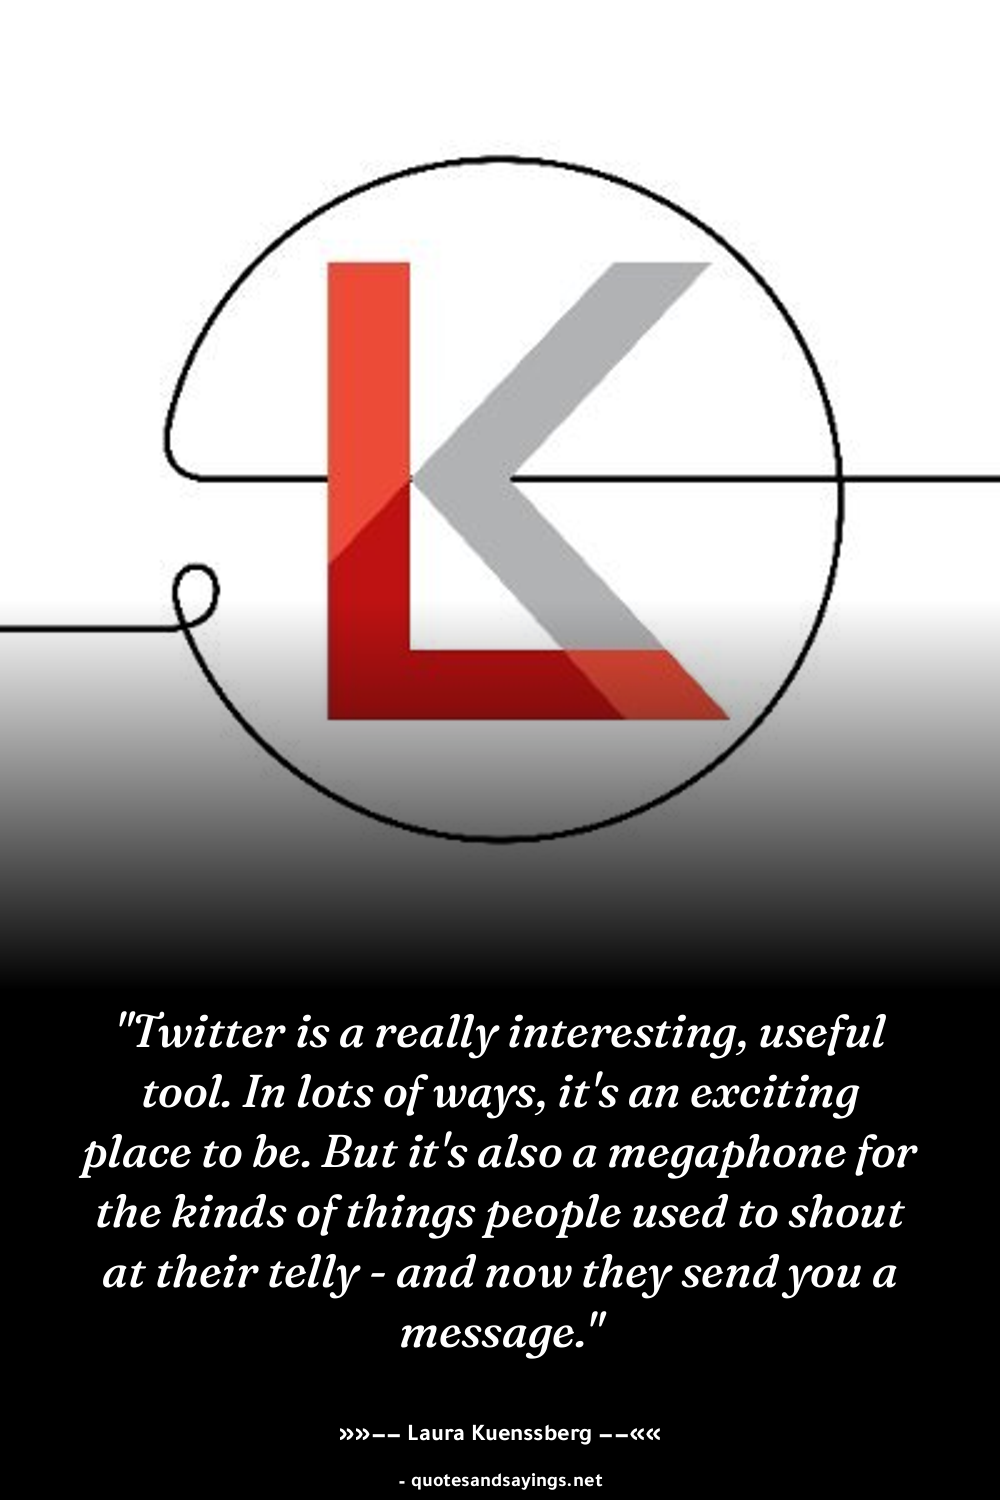 LK
"Twitter is a really interesting, useful
tool. In lots of ways, it's an exciting
place to be. But it's also a megaphone for
the kinds of things people used to shout
at their telly - and now they send you a
message."
»»–– Laura Kuenssberg ––««
- quotesandsayings.net